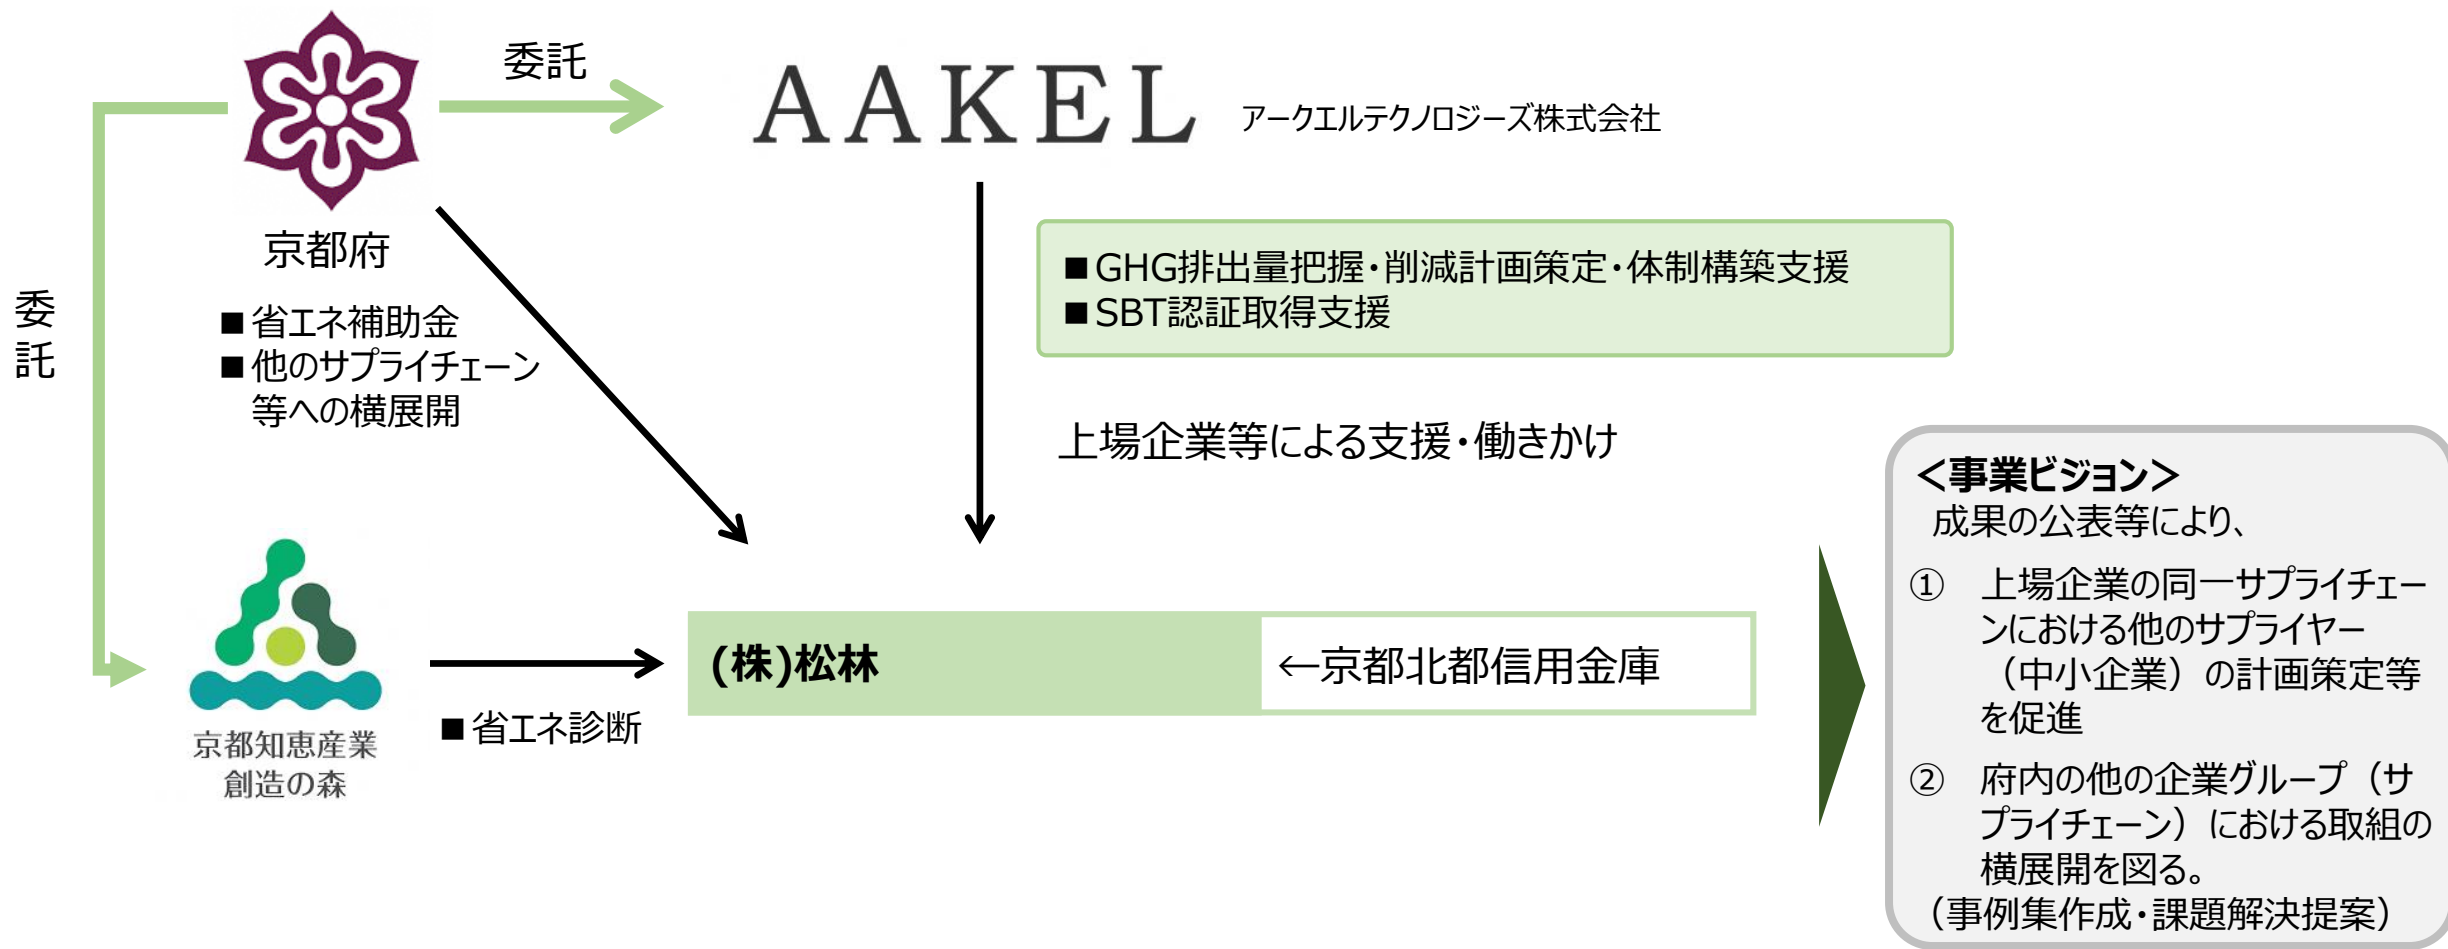 委託
AAKEL
アークエルテクノロジーズ株式会社
京都府
委託
■省エネ補助金
■他のサプライチェーン
等への横展開
■GHG排出量把握・削減計画策定・体制構築支援
■SBT認証取得支援
上場企業等による支援・働きかけ
京都知恵産業
創造の森
■省エネ診断
(株)松林
←京都北都信用金庫
＜事業ビジョン＞
成果の公表等により、
① 上場企業の同一サプライチェー
ンにおける他のサプライヤー
（中小企業）の計画策定等
を促進
② 府内の他の企業グループ（サ
プライチェーン）における取組の
横展開を図る。
（事例集作成・課題解決提案）